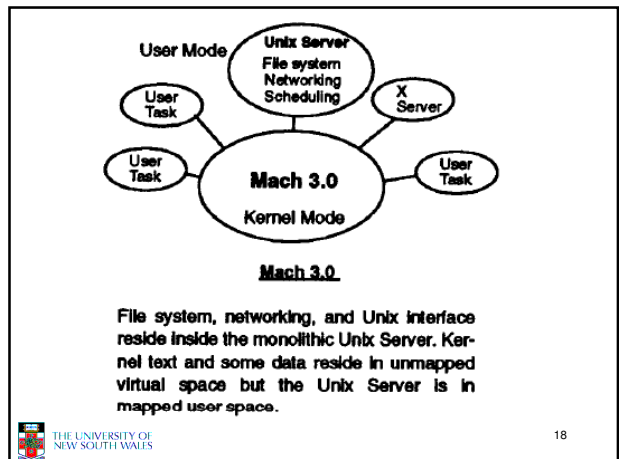 User Mode
Unix Server
File system
Networking
Scheduling
User
Task
X
Server
User
Task
Mach 3.0
Kernel Mode
User
Task
Mach 3.0
File system, networking, and Unix interface
reside inside the monolithic Unix Server. Ker-
nel text and some data reside in unmapped
virtual space but the Unix Server is in
mapped user space.
THE UNIVERSITY OF
NEW SOUTH WALES
18